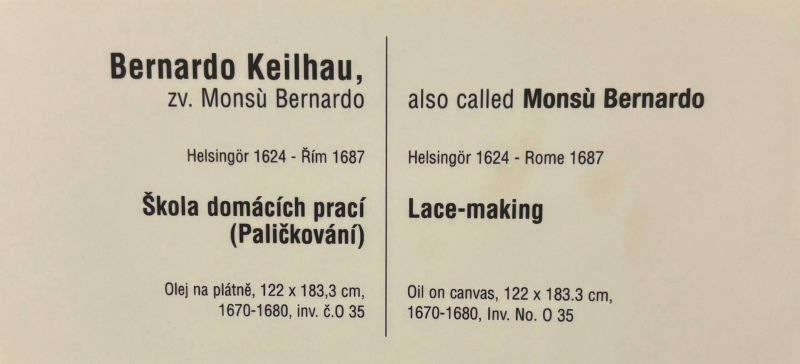 Bernardo Keilhau,
zv. Monsù Bernardo
Helsingör 1624 - Řím 1687
Škola domácích prací
(Paličkování)
Olej na plátně, 122 x 183,3 cm,
1670-1680, inv. č.O 35
also called Monsù Bernardo
Helsingör 1624 - Rome 1687
Lace-making
Oil on canvas, 122 x 183.3 cm,
1670-1680, Inv. No. O 35